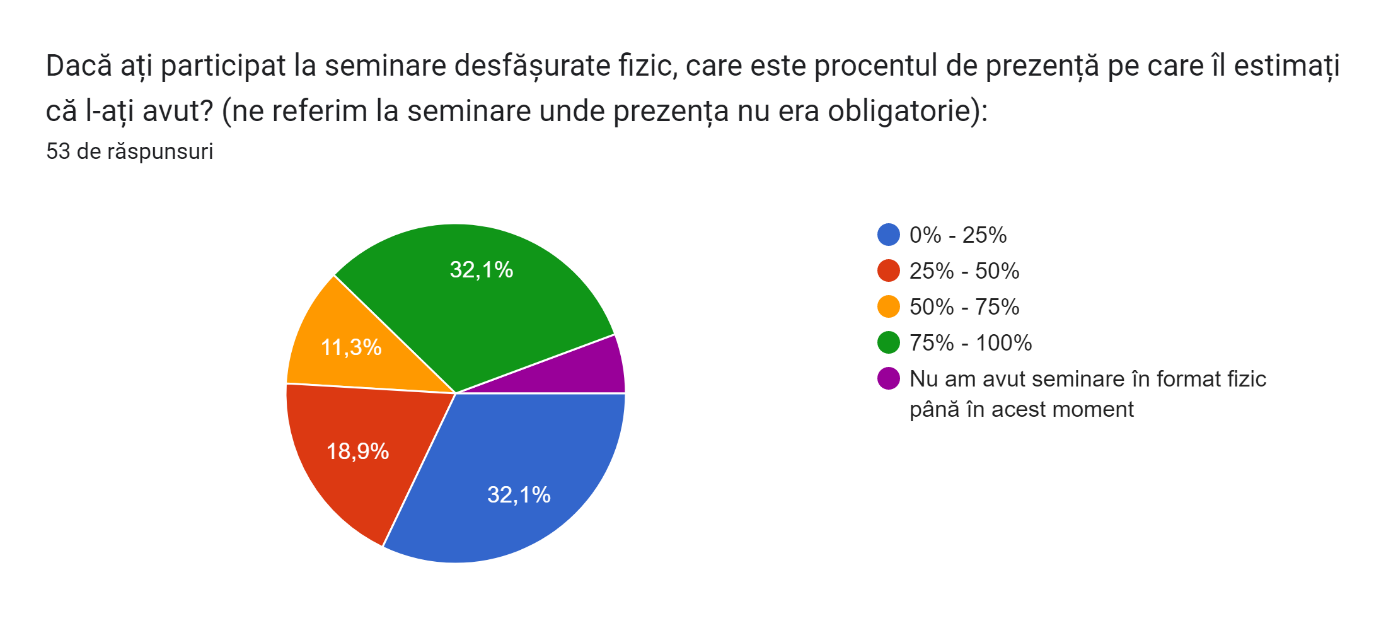 Dacă ați participat la seminare desfășurate fizic, care este procentul de prezență pe care îl estimați
că l-ați avut? (ne referim la seminare unde prezența nu era obligatorie):
53 de răspunsuri
32,1%
11,3%
18,9%
32,1%
0% - 25%
25% - 50%
50% - 75%
75% - 100%
Nu am avut seminare în format fizic
până în acest moment